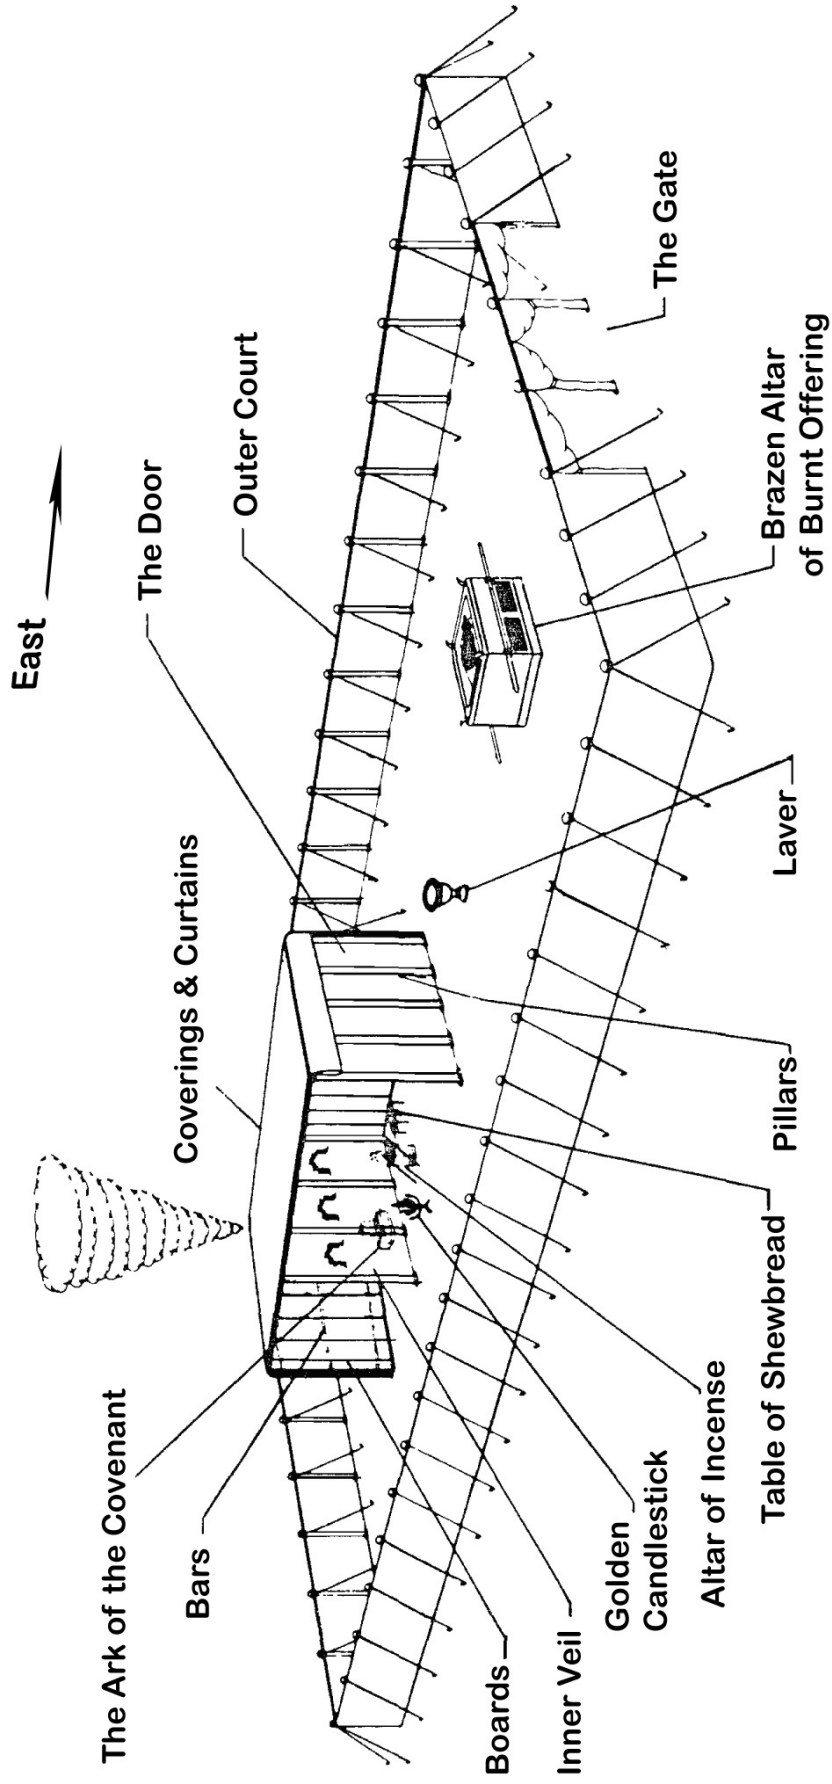 East
The Ark of the Covenant
Coverings & Curtains
The Door
Outer Court
Bars
Boards
Inner Veil
Golden
Candlestick
Altar of Incense
Table of Shewbread
Pillars
Laver
Brazen Altar
of Burnt Offering
The Gate